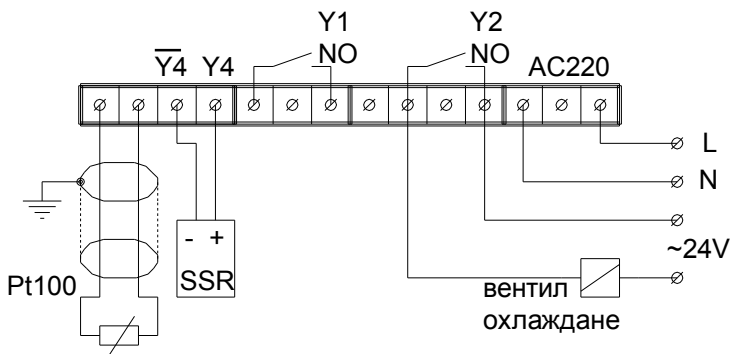 Y1 Y2
Y4 Y4 NO NO AC220
L
N
- +
SSR
~24V
Pt100
вентил
охлаждане